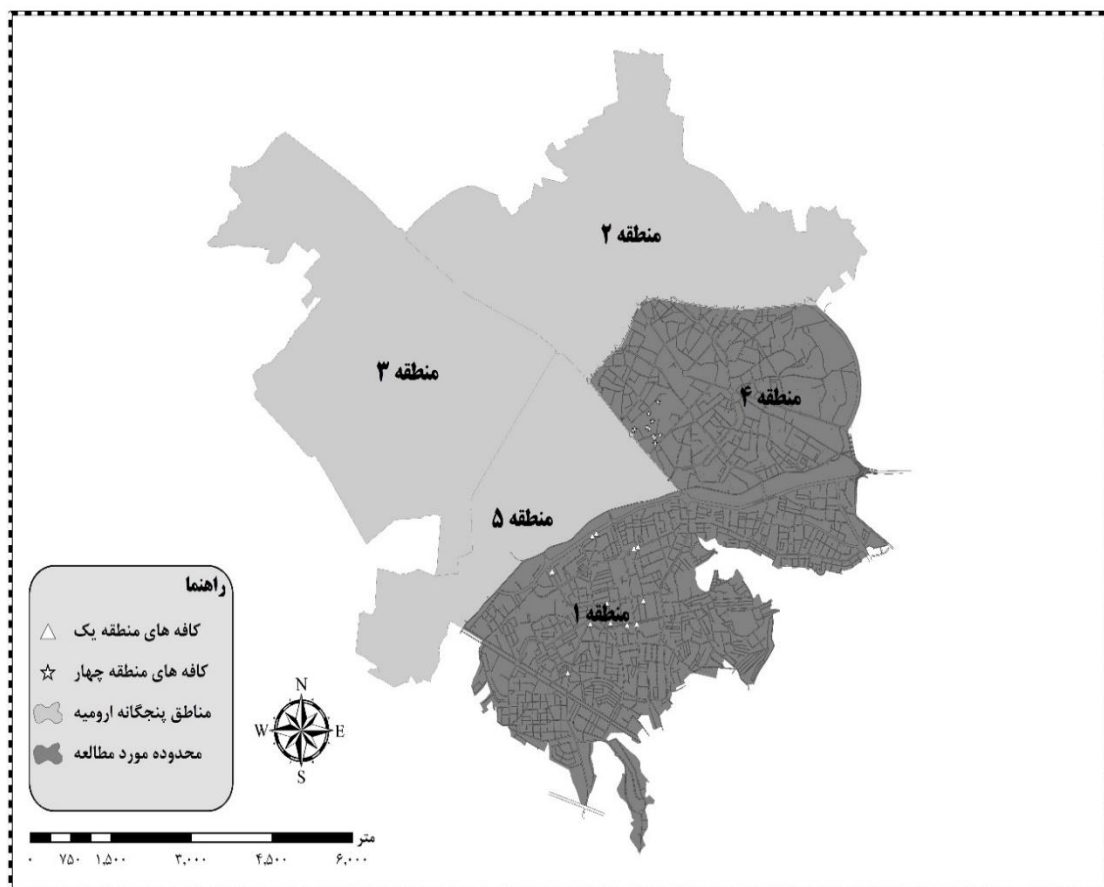 منطقه ۲
منطقه ۳
منطقه ۴
منطقه ۵
منطقه ۱
راهنما
کافه های منطقه یک
کافه های منطقه چهار
مناطق پنجگانه ارومیه
محدوده مورد مطالعه
N
W E
S
متر
۰ ۷۵۰ ۱,۵۰۰ ۳,۰۰۰ ۴,۵۰۰ ۶,۰۰۰